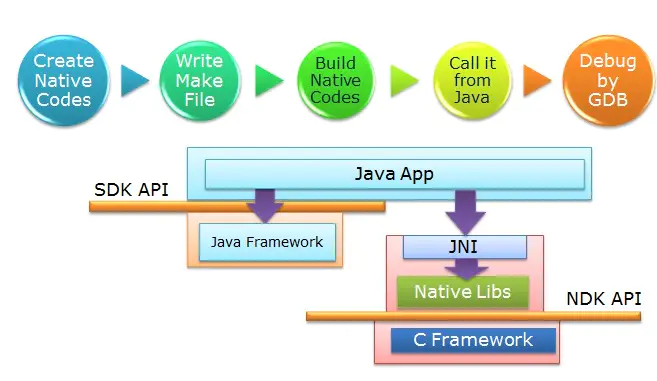 Create
Native
Codes
Write
Make
File
Build
Native
Codes
Call it
from
Java
Debug
by
GDB
Java App
SDK API
Java Framework
JNI
Native Libs
NDK API
C Framework